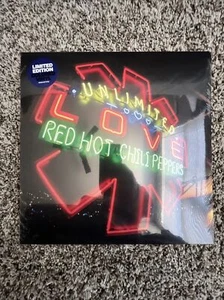 LIMITED
EDITION
UNLIMITED
LOVE
RED HOT CHILI PEPPERS